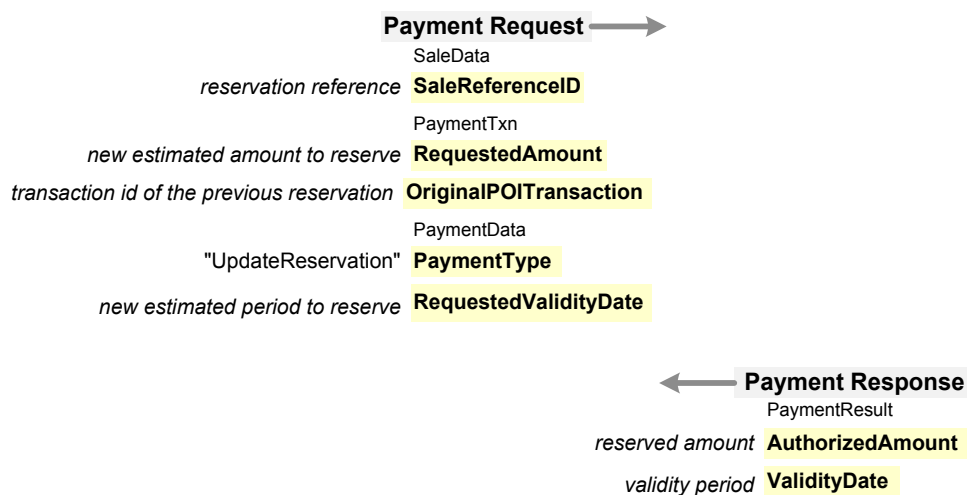 Payment Request
SaleData
reservation reference SaleReferenceID
PaymentTxn
new estimated amount to reserve RequestedAmount
transaction id of the previous reservation OriginalPOITransaction
PaymentData
"UpdateReservation" PaymentType
new estimated period to reserve RequestedValidityDate
Payment Response
PaymentResult
reserved amount AuthorizedAmount
validity period ValidityDate